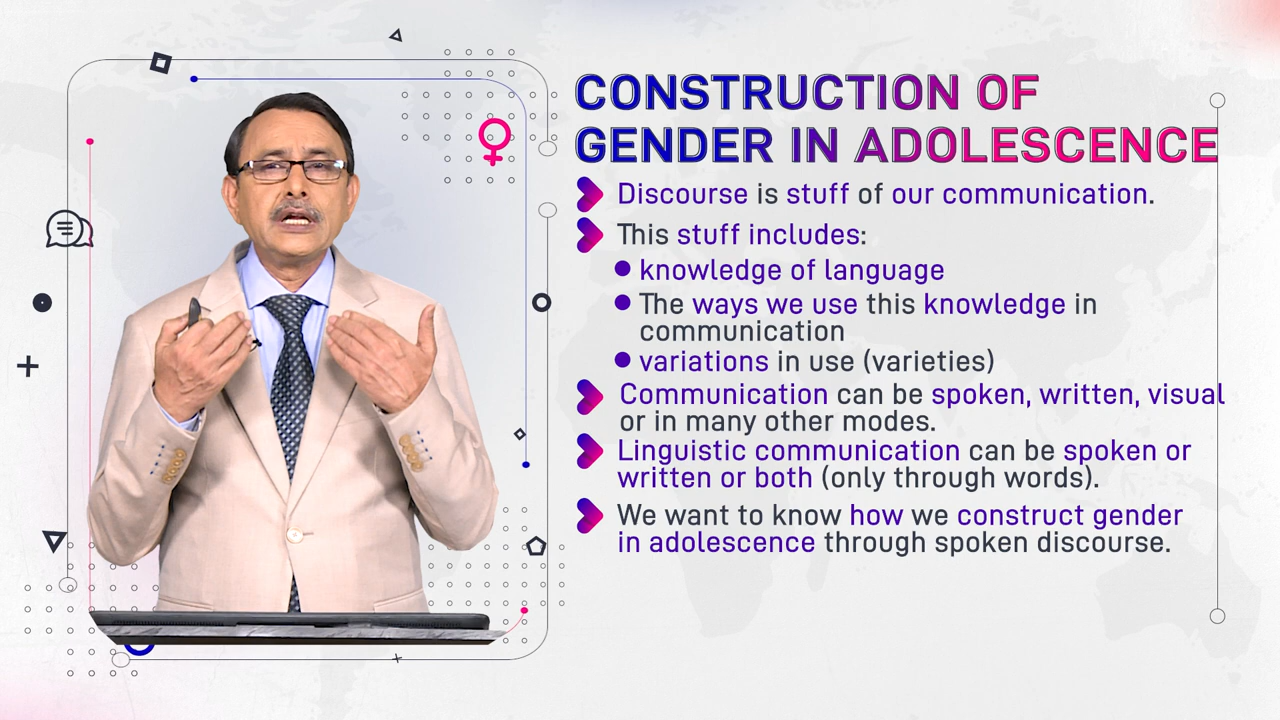 CONSTRUCTION OF
GENDER IN ADOLESCENCE
Discourse is stuff of our communication.
This stuff includes:
knowledge of language
The ways we use this knowledge in
communication
variations in use (varieties)
Communication can be spoken, written, visual
or in many other modes.
Linguistic communication can be spoken or
written or both (only through words).
We want to know how we construct gender
in adolescence through spoken discourse.